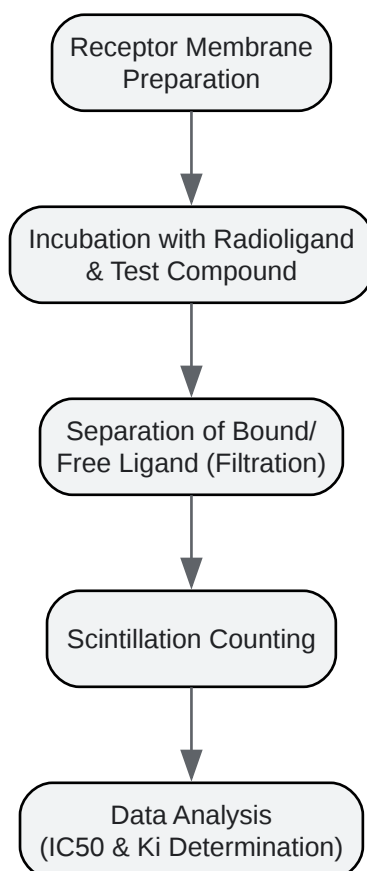 Receptor Membrane
Preparation
Incubation with Radioligand
& Test Compound
Separation of Bound/
Free Ligand (Filtration)
Scintillation Counting
Data Analysis
(IC50 & Ki Determination)